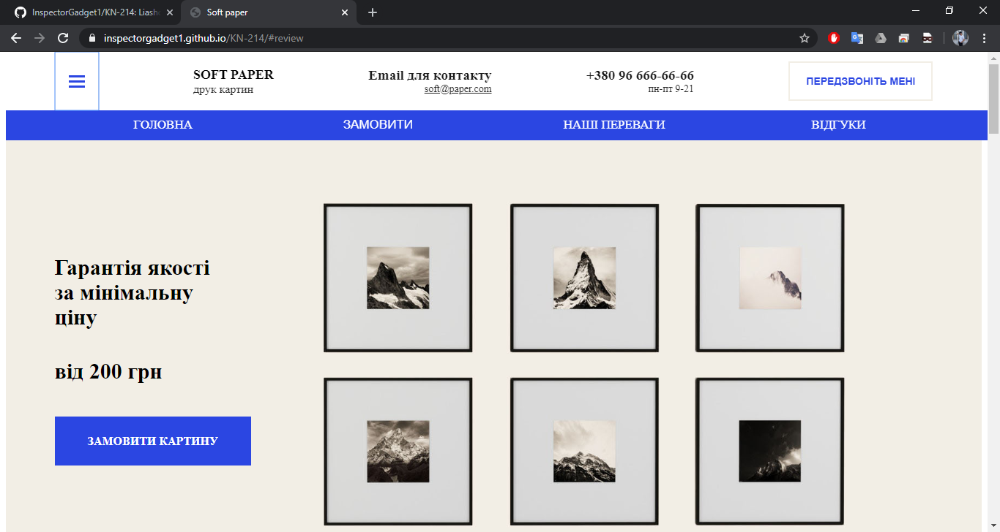 InspectorGadget1/KN-214: Liash
Soft paper
inspectorgadget1.github.io/KN-214/#review
SOFT PAPER
друк картин
Email для контакту
soft@paper.com
+380 96 666-66-66
пн-пт 9-21
ПЕРЕДЗВОНІТЬ МЕНІ
ГОЛОВНА
ЗАМОВИТИ
НАШІ ПЕРЕВАГИ
ВІДГУКИ
Гарантія якості
за мінімальну
ціну
від 200 грн
ЗАМОВИТИ КАРТИНУ